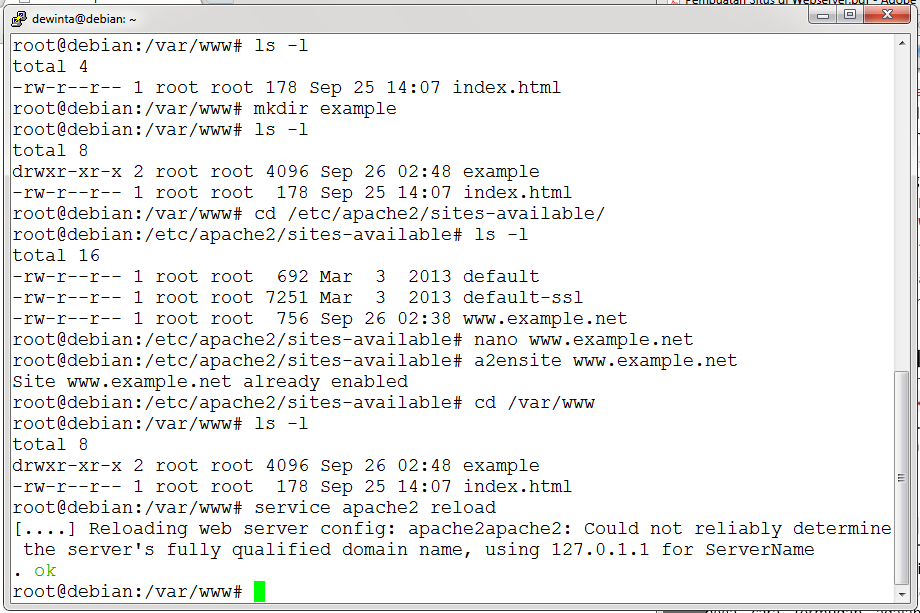 Pembuatan Situs di Webserver.pdf - Adobe
dewinta@debian: ~
root@debian:/var/www# ls -l
total 4
-rw-r--r-- 1 root root 178 Sep 25 14:07 index.html
root@debian:/var/www# mkdir example
root@debian:/var/www# ls -l
total 8
drwxr-xr-x 2 root root 4096 Sep 26 02:48 example
-rw-r--r-- 1 root root  178 Sep 25 14:07 index.html
root@debian:/var/www# cd /etc/apache2/sites-available/
root@debian:/etc/apache2/sites-available# ls -l
total 16
-rw-r--r-- 1 root root  692 Mar  3  2013 default
-rw-r--r-- 1 root root 7251 Mar  3  2013 default-ssl
-rw-r--r-- 1 root root  756 Sep 26 02:38 www.example.net
root@debian:/etc/apache2/sites-available# nano www.example.net
root@debian:/etc/apache2/sites-available# a2ensite www.example.net
Site www.example.net already enabled
root@debian:/etc/apache2/sites-available# cd /var/www
root@debian:/var/www# ls -l
total 8
drwxr-xr-x 2 root root 4096 Sep 26 02:48 example
-rw-r--r-- 1 root root  178 Sep 25 14:07 index.html
root@debian:/var/www# service apache2 reload
[....] Reloading web server config: apache2apache2: Could not reliably determine
 the server's fully qualified domain name, using 127.0.1.1 for ServerName
. ok
root@debian:/var/www#